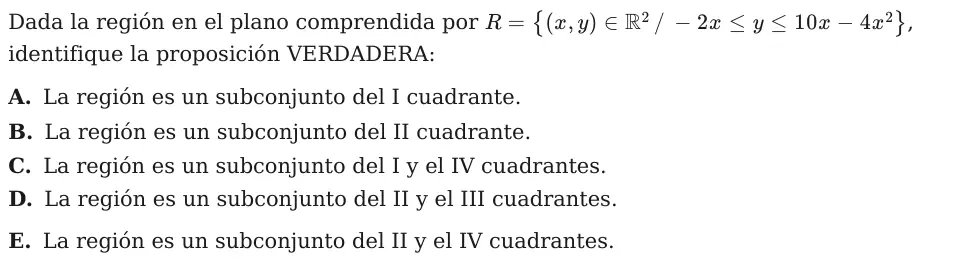 Dada la región en el plano comprendida por R = {(x, y) ∈ ℝ² / − 2x ≤ y ≤ 10x − 4x²},
identifique la proposición VERDADERA:
A. La región es un subconjunto del I cuadrante.
B. La región es un subconjunto del II cuadrante.
C. La región es un subconjunto del I y el IV cuadrantes.
D. La región es un subconjunto del II y el III cuadrantes.
E. La región es un subconjunto del II y el IV cuadrantes.